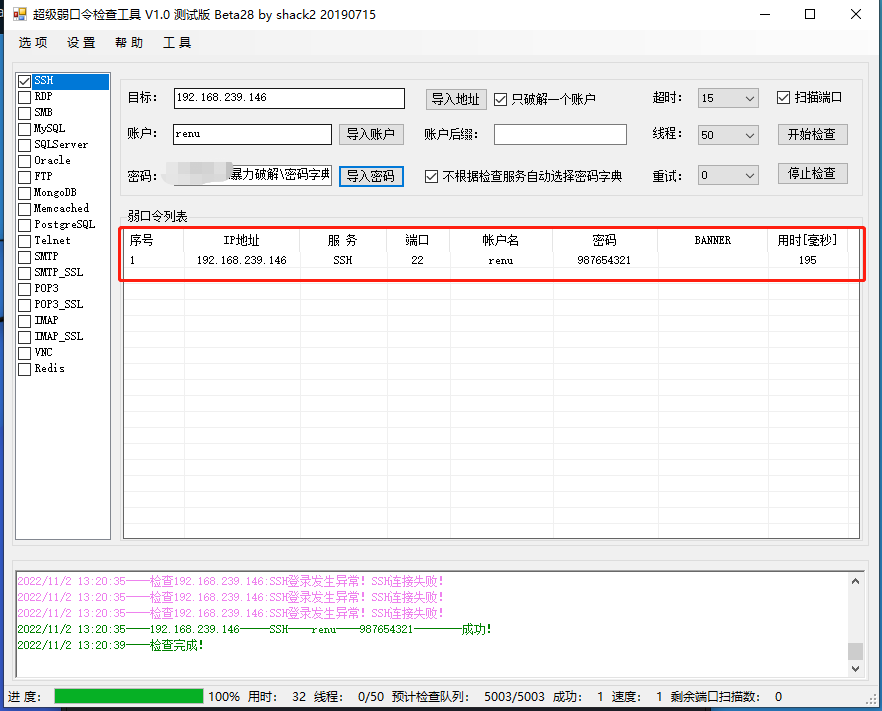 超级弱口令检查工具 V1.0 测试版 Beta28 by shack2 20190715
选 项 设 置 帮 助 工 具
SSH
RDP
SMB
MySQL
SQLServer
Oracle
FTP
MongoDB
Memcached
PostgreSQL
Telnet
SMTP
SMTP_SSL
POP3
POP3_SSL
IMAP
IMAP_SSL
VNC
Redis
目标: 192.168.239.146 导入地址 只破解一个账户 超时: 15 扫描端口
账户: renu 导入账户 账户后缀: 线程: 50 开始检查
密码: 暴力破解\密码字典 导入密码 不根据检查服务自动选择密码字典 重试: 0 停止检查
弱口令列表
序号 IP地址 服 务 端口 帐户名 密码 BANNER 用时[毫秒]
1 192.168.239.146 SSH 22 renu 987654321 195
2022/11/2 13:20:35----检查192.168.239.146:SSH登录发生异常! SSH连接失败!
2022/11/2 13:20:35----检查192.168.239.146:SSH登录发生异常! SSH连接失败!
2022/11/2 13:20:35----检查192.168.239.146:SSH登录发生异常! SSH连接失败!
2022/11/2 13:20:35----192.168.239.146-----SSH----renu----987654321--------成功!
2022/11/2 13:20:39----检查完成!
进 度: 100% 用时: 32 线程: 0/50 预计检查队列: 5003/5003 成功: 1 速度: 1 剩余端口扫描数: 0